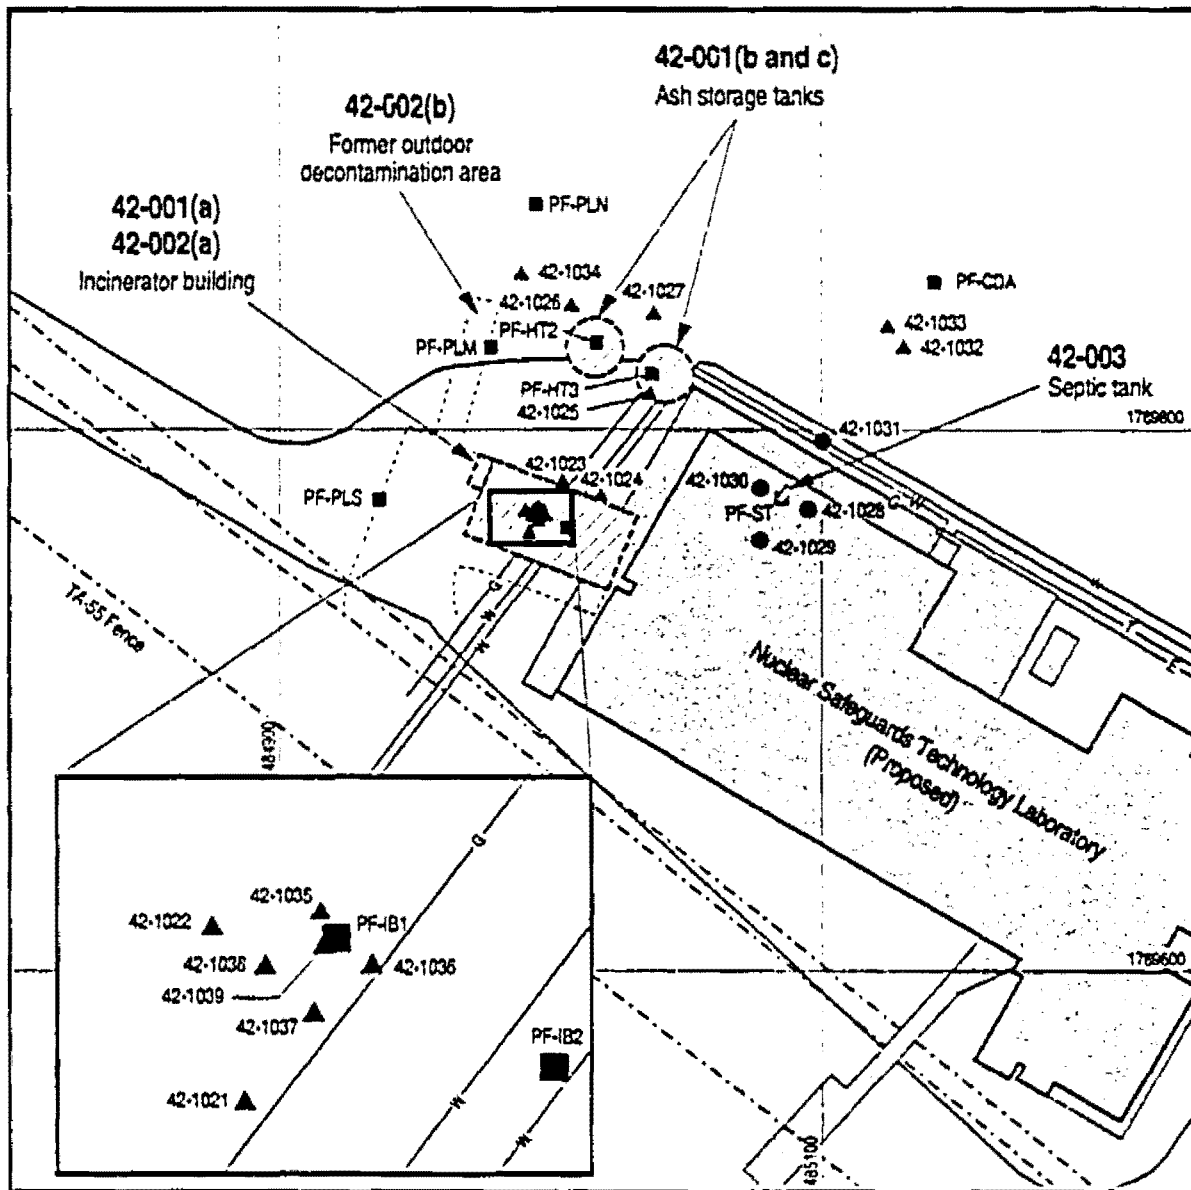 42-001(b and c)
Ash storage tanks
42-002(b)
Former outdoor
decontamination area
42-001(a)
42-002(a)
Incinerator building
PF-PLN
42-1034
42-1026
42-1027
PF-HT2
PF-PLM
PF-CDA
42-1033
42-1032
42-003
Septic tank
PF-HT3
42-1025
1769800
42-1031
42-1023
42-1024
42-1030
PF-PLS
PF-ST
42-1028
42-1029
G
W
G
W
W
W
T
E
TA-55 Fence
Nuclear Safeguards Technology Laboratory
(Proposed)
G
42-1035
42-1022
PF-IB1
42-1038
42-1036
42-1039
42-1037
1769600
PF-IB2
42-1021
W
W
485100